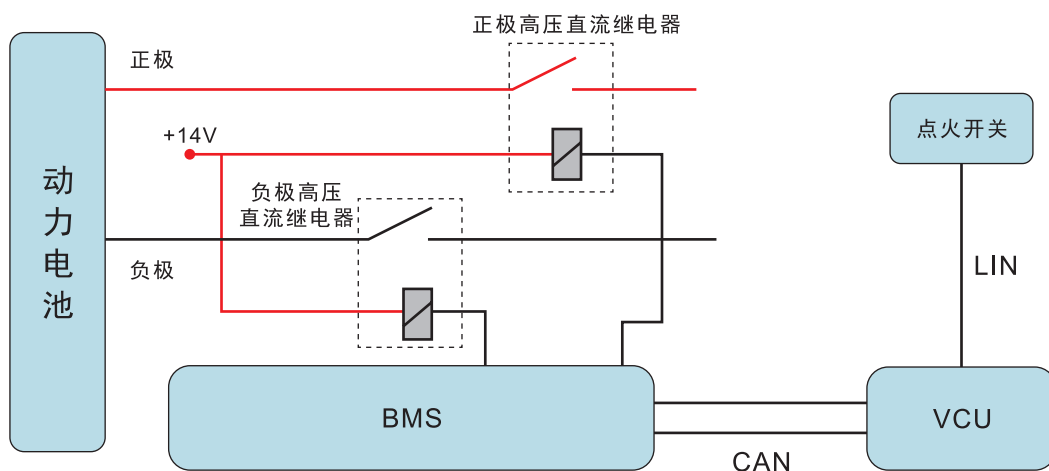 正极高压直流继电器
正极
+14V
点火开关
动力电池
负极高压
直流继电器
负极
LIN
BMS
VCU
CAN